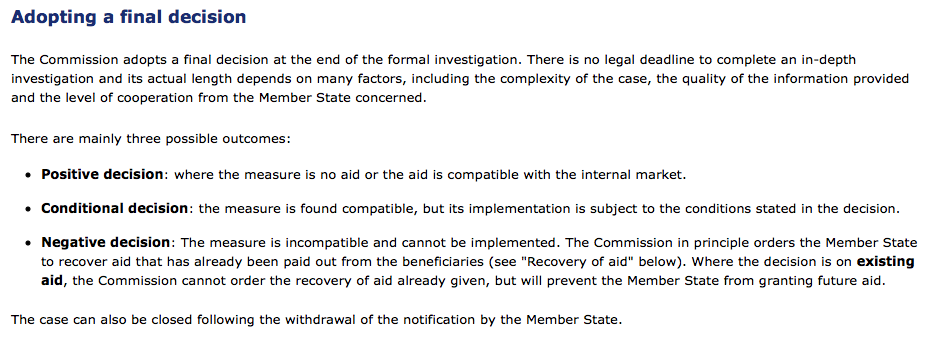 Adopting a final decision
The Commission adopts a final decision at the end of the formal investigation. There is no legal deadline to complete an in-depth
investigation and its actual length depends on many factors, including the complexity of the case, the quality of the information provided
and the level of cooperation from the Member State concerned.
There are mainly three possible outcomes:
• Positive decision: where the measure is no aid or the aid is compatible with the internal market.
• Conditional decision: the measure is found compatible, but its implementation is subject to the conditions stated in the decision.
• Negative decision: The measure is incompatible and cannot be implemented. The Commission in principle orders the Member State
to recover aid that has already been paid out from the beneficiaries (see "Recovery of aid" below). Where the decision is on existing
aid, the Commission cannot order the recovery of aid already given, but will prevent the Member State from granting future aid.
The case can also be closed following the withdrawal of the notification by the Member State.